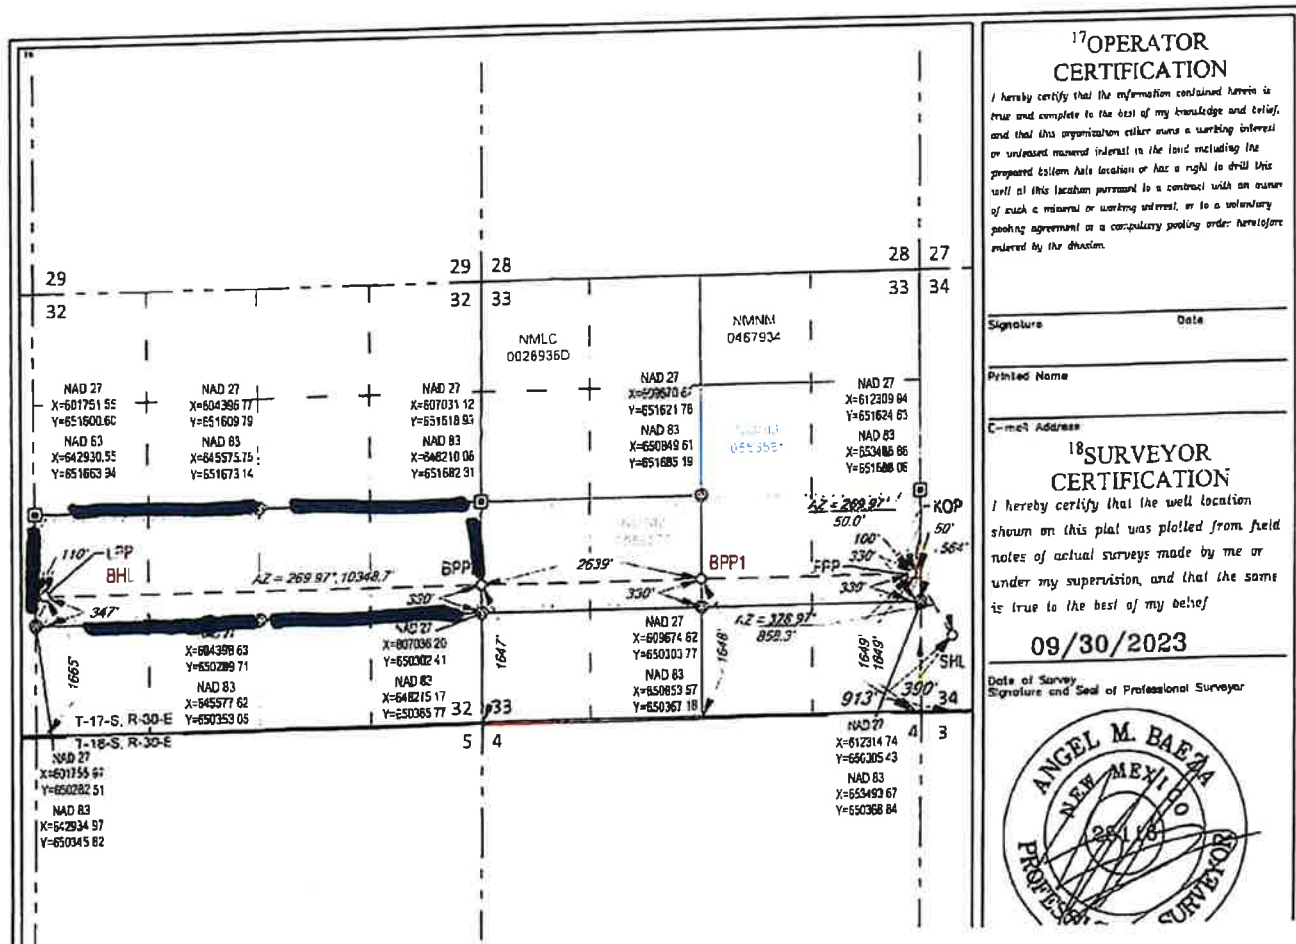 29
32
29
28
32
33
28
27
33
34
NMLC
0028936D
NMNM
0467934
NAD 27
X=601751.55
Y=651600.60
NAD 83
X=642930.55
Y=651663.94
NAD 27
X=604396.77
Y=651609.79
NAD 83
X=645575.75
Y=651673.14
NAD 27
X=607031.12
Y=651618.93
NAD 83
X=648210.06
Y=651682.31
NAD 27
Y=651621.78
NAD 83
X=650849.61
Y=651685.19
NAD 27
X=612309.84
Y=651624.63
NAD 83
Y=651688.06
AZ = 269.97°
50.0'
KOP
50'
100'
330'
.564'
FPP
330'
110'
LPP
BHL
AZ = 269.97°, 10348.7'
BPP
2639'
BPP1
347'
330'
330'
858.3'
1665'
1647'
1648'
1649'
1649'
SHL
913'
390'
X=604398.63
Y=650289.71
NAD 83
X=645577.62
Y=650353.05
NAD 27
X=607036.20
Y=650302.41
NAD 83
X=648215.17
Y=650365.77
NAD 27
X=609674.62
Y=650303.77
NAD 83
X=650853.57
Y=650367.18
32
33
34
T-17-S, R-30-E
T-18-S, R-30-E
5
4
4
3
NAD 27
Y=650282.51
NAD 83
X=642934.97
Y=650345.82
NAD 27
X=612314.74
Y=650305.43
NAD 83
X=653493.67
Y=650368.84
17OPERATOR
CERTIFICATION
I hereby certify that the information contained herein is
true and complete to the best of my knowledge and belief,
and that this organization either owns a working interest
or unleased mineral interest in the land including the
proposed bottom hole location or has a right to drill this
well at this location pursuant to a contract with an owner
of such a mineral or working interest, or to a voluntary
pooling agreement or a compulsory pooling order heretofore
entered by the division.
Signature Date
Printed Name
E-mail Address
18SURVEYOR
CERTIFICATION
I hereby certify that the well location
shown on this plat was plotted from field
notes of actual surveys made by me or
under my supervision, and that the same
is true to the best of my belief
09/30/2023
Date of Survey
Signature and Seal of Professional Surveyor
ANGEL M. BAEZA
NEW MEXICO
PROFESSIONAL SURVEYOR